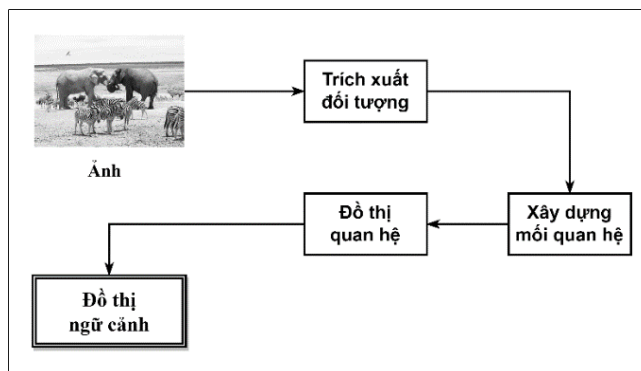 Trích xuất
đối tượng
Ảnh
Đồ thị
quan hệ
Xây dựng
mối quan hệ
Đồ thị
ngữ cảnh